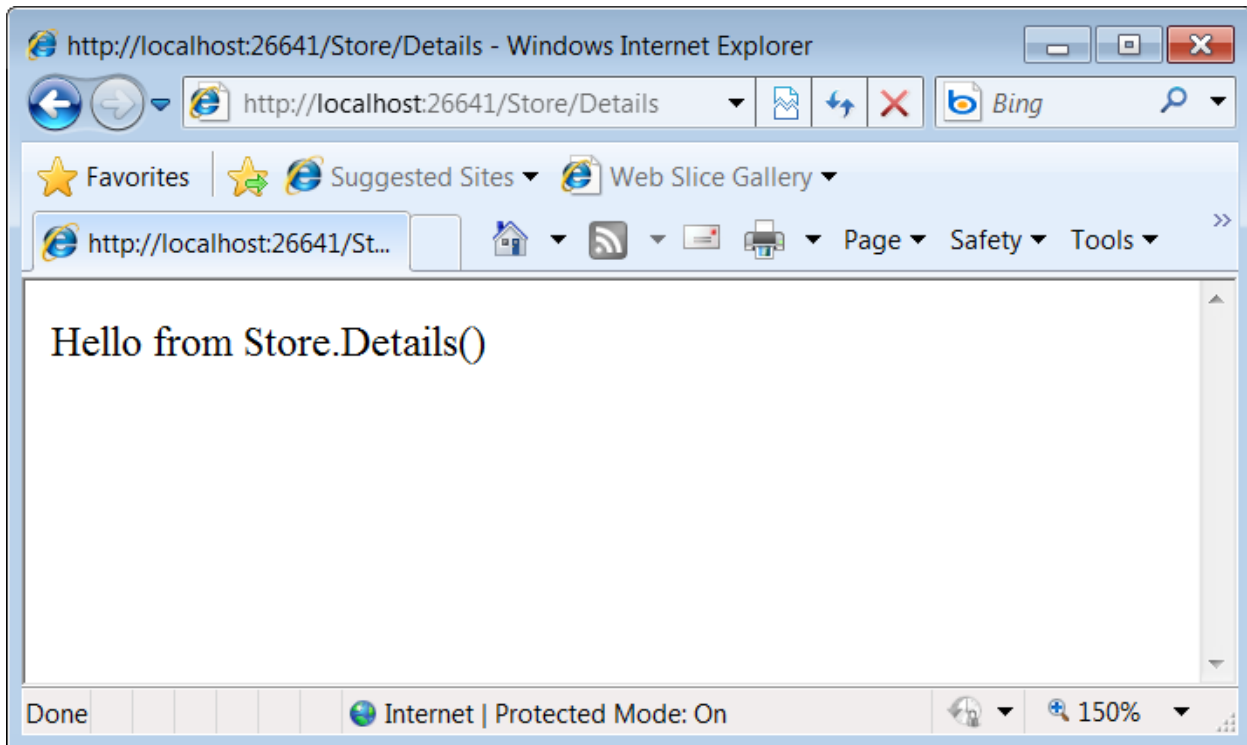 http://localhost:26641/Store/Details - Windows Internet Explorer
http://localhost:26641/Store/Details Bing
Favorites Suggested Sites Web Slice Gallery
http://localhost:26641/St... Page Safety Tools »
Hello from Store.Details()
Done Internet | Protected Mode: On 150%